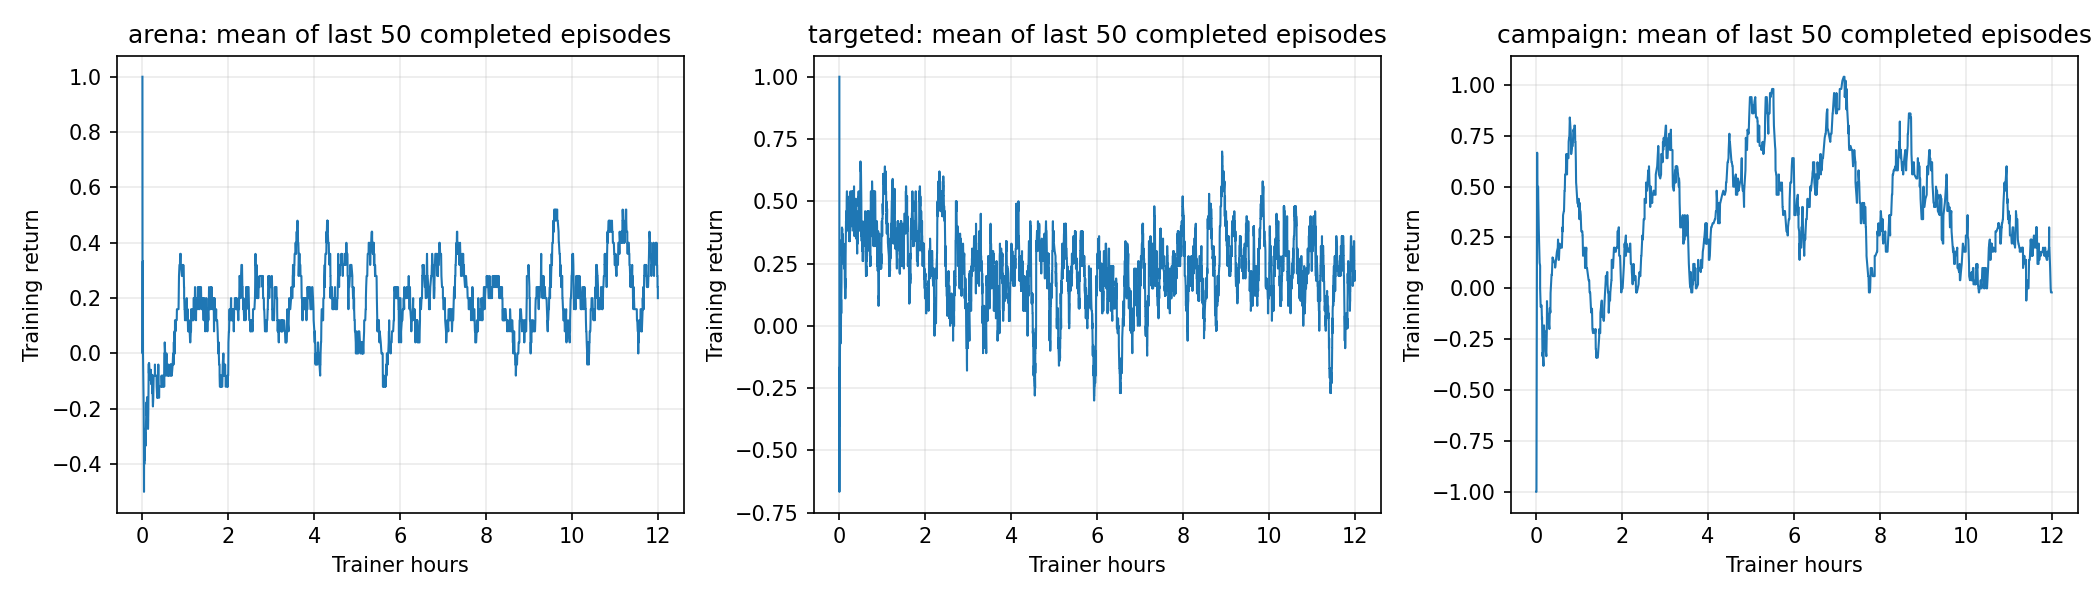 arena: mean of last 50 completed episodes
1.0
0.8
0.6
0.4
0.2
0.0
−0.2
−0.4
Training return
0 2 4 6 8 10 12
Trainer hours
targeted: mean of last 50 completed episodes
1.00
0.75
0.50
0.25
0.00
−0.25
−0.50
−0.75
Training return
0 2 4 6 8 10 12
Trainer hours
campaign: mean of last 50 completed episodes
1.00
0.75
0.50
0.25
0.00
−0.25
−0.50
−0.75
−1.00
Training return
0 2 4 6 8 10 12
Trainer hours